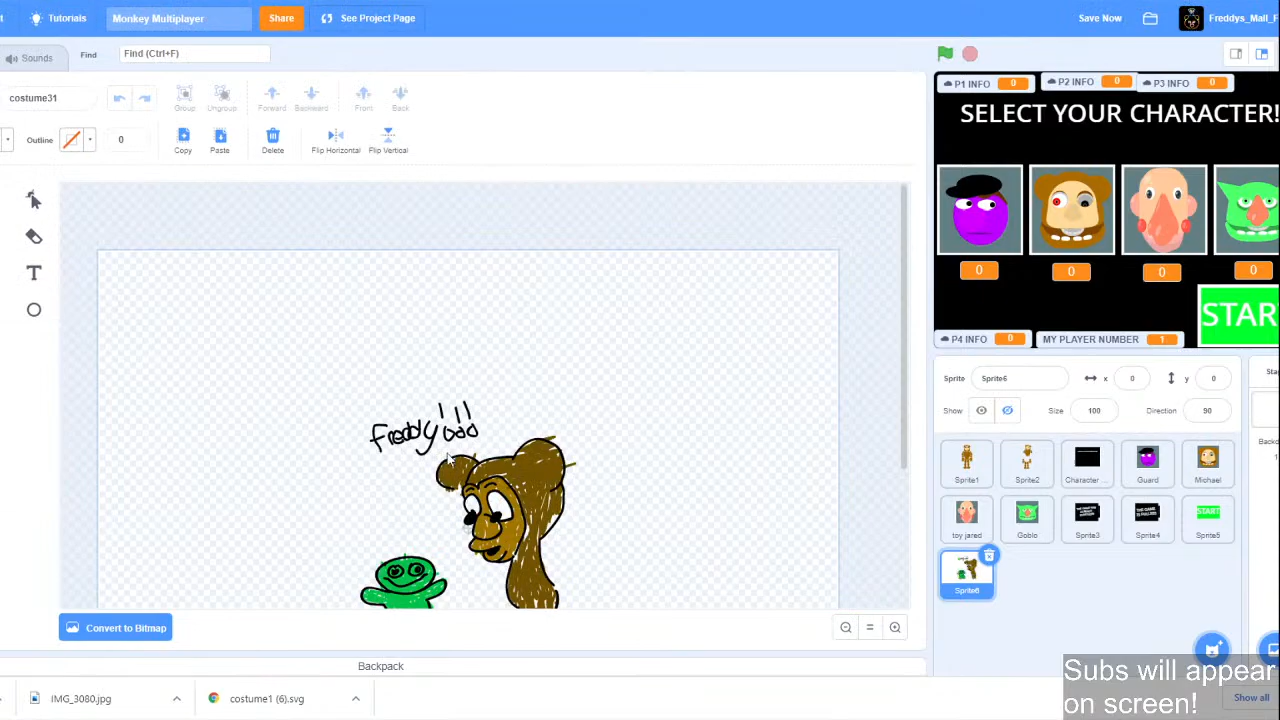 t Tutorials Monkey Multiplayer Share See Project Page Save Now Freddys_Mall_F
Sounds Find Find (Ctrl+F)
costume31 Group Ungroup Forward Backward Front Back
Outline 0 Copy Paste Delete Flip Horizontal Flip Vertical
T
P1 INFO 0 P2 INFO 0 P3 INFO 0
SELECT YOUR CHARACTER!
0 0 0 0
START
P4 INFO 0 MY PLAYER NUMBER 1
Sprite Sprite6 x 0 y 0
Show Size 100 Direction 90
Sta
Backd
1
Sprite1 Sprite2 Character ... Guard Michael
toy jared Goblo Sprite3 Sprite4 START Sprite5
Sprite6
Freddy
Convert to Bitmap
Backpack
IMG_3080.jpg costume1 (6).svg Show all
Subs will appear
on screen!